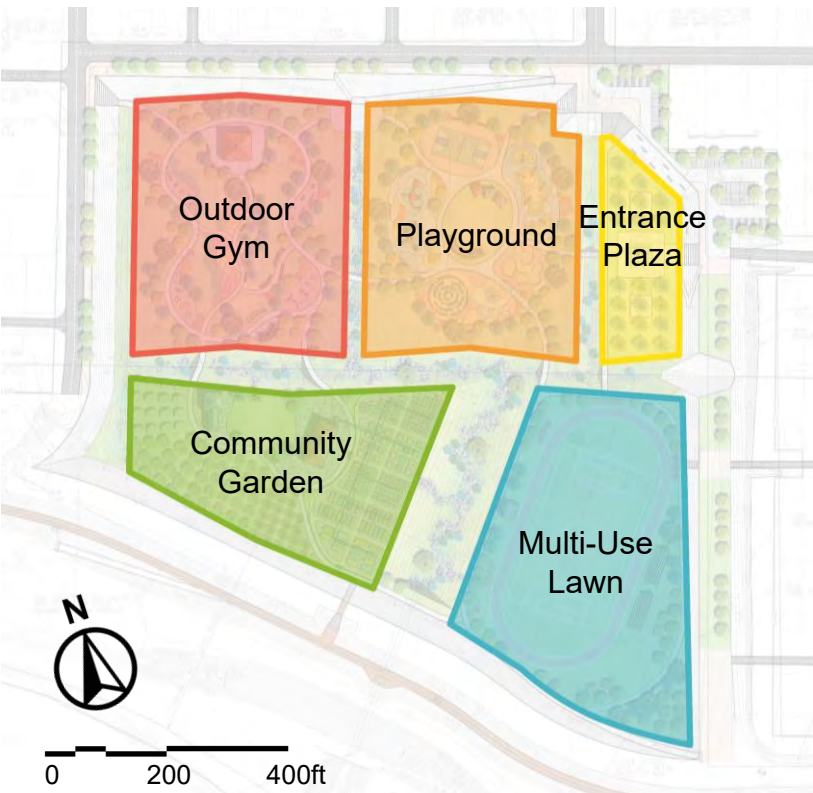 Outdoor
Gym
Playground
Entrance
Plaza
Community
Garden
Multi-Use
Lawn
N
0 200 400ft